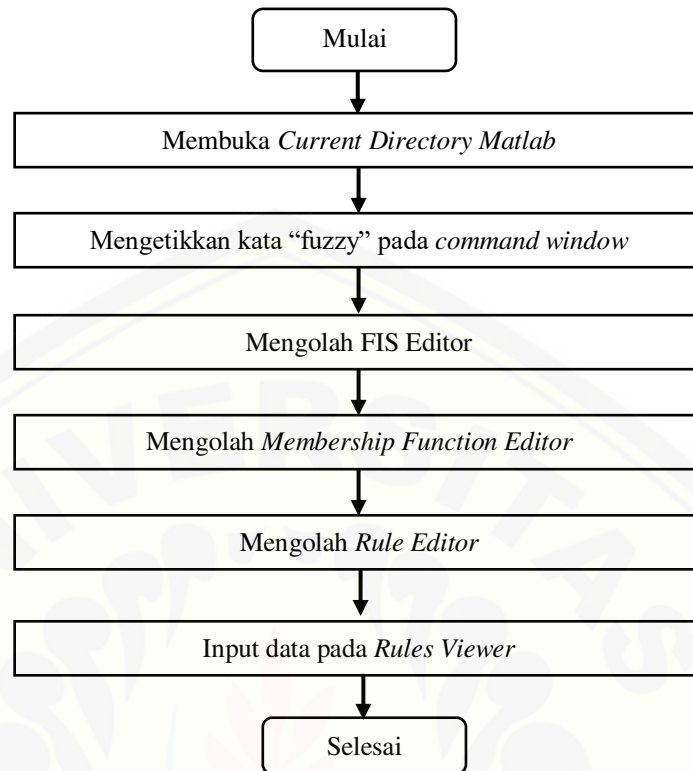 Mulai
Membuka Current Directory Matlab
Mengetikkan kata “fuzzy” pada command window
Mengolah FIS Editor
Mengolah Membership Function Editor
Mengolah Rule Editor
Input data pada Rules Viewer
Selesai
UNIVERSITAS